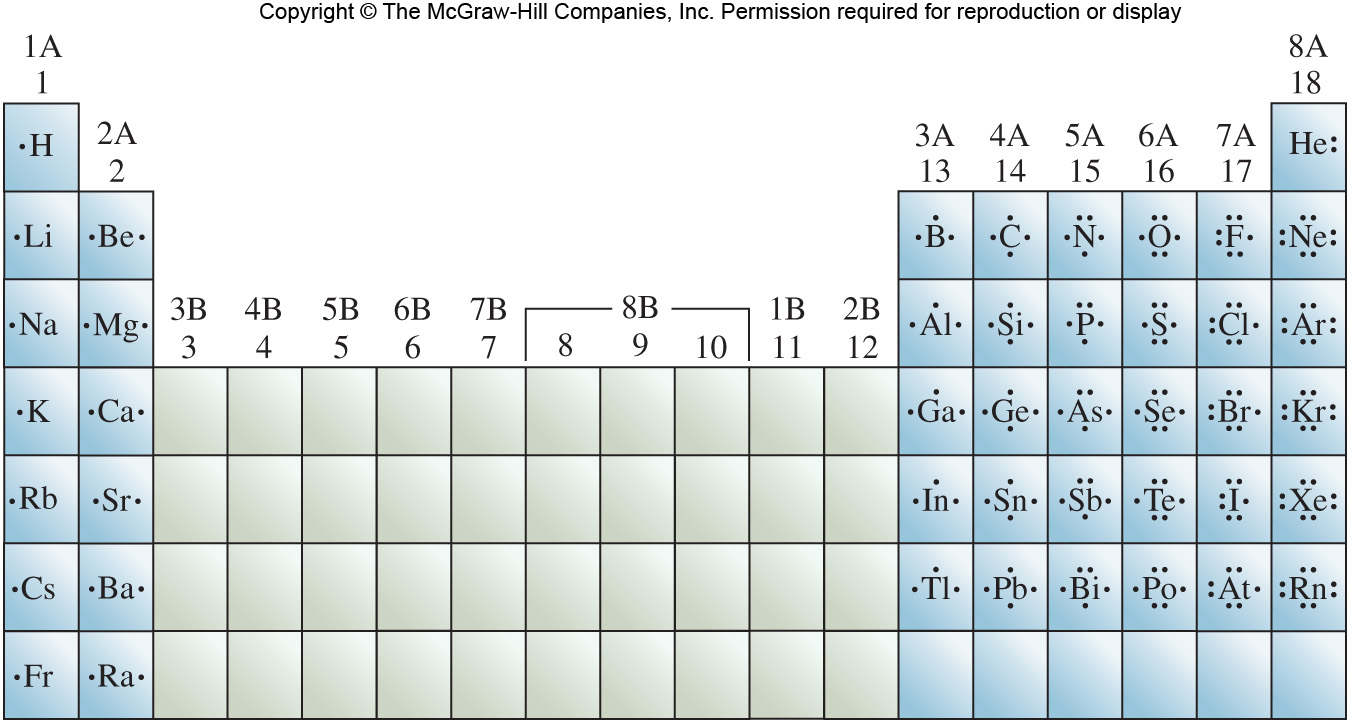 Copyright © The McGraw-Hill Companies, Inc. Permission required for reproduction or display
1A 8A
1 18
2A 3A 4A 5A 6A 7A
H He
2 13 14 15 16 17
Li Be B C N O F Ne
3B 4B 5B 6B 7B 8B 1B 2B
Na Mg Al Si P S Cl Ar
3 4 5 6 7 8 9 10 11 12
K Ca Ga Ge As Se Br Kr
Rb Sr In Sn Sb Te I Xe
Cs Ba Tl Pb Bi Po At Rn
Fr Ra